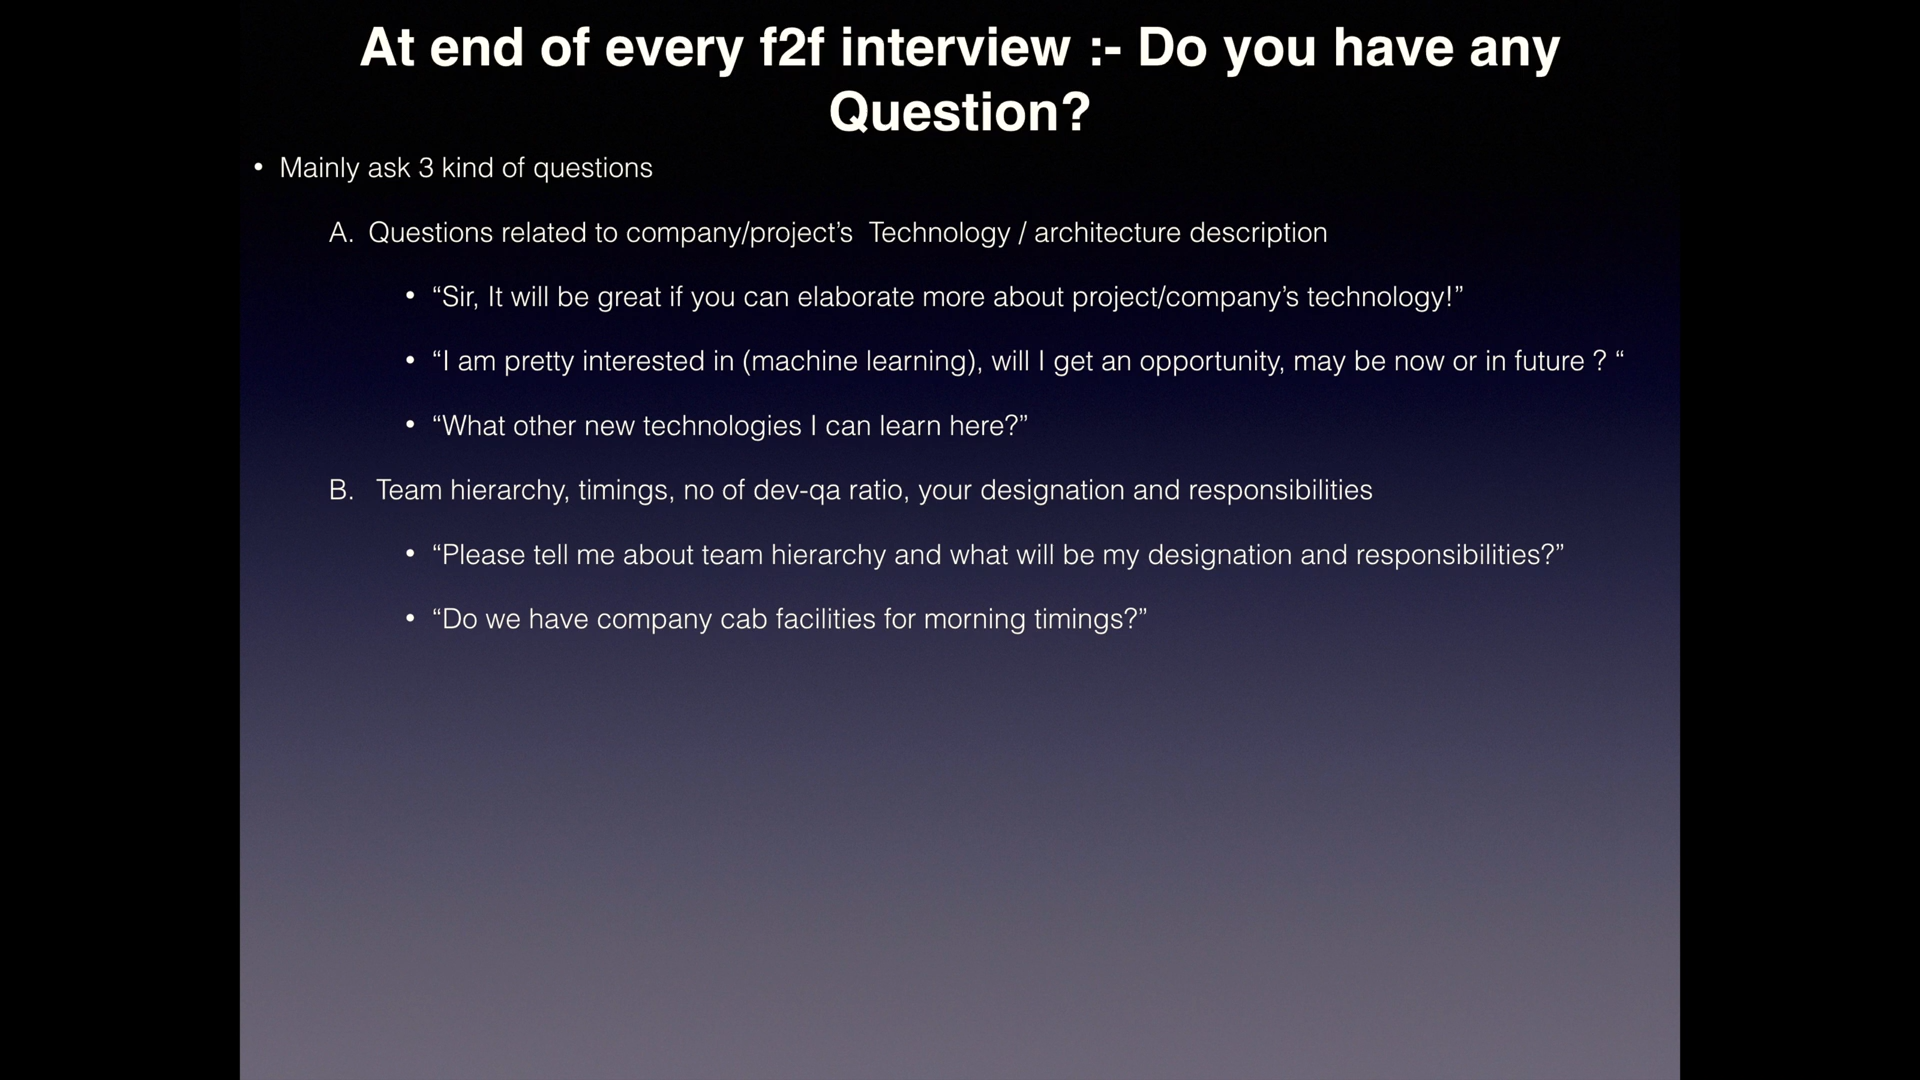 At end of every f2f interview :- Do you have any
Question?
• Mainly ask 3 kind of questions
A. Questions related to company/project’s Technology / architecture description
• “Sir, It will be great if you can elaborate more about project/company’s technology!”
• “I am pretty interested in (machine learning), will I get an opportunity, may be now or in future ? “
• “What other new technologies I can learn here?”
B. Team hierarchy, timings, no of dev-qa ratio, your designation and responsibilities
• “Please tell me about team hierarchy and what will be my designation and responsibilities?”
• “Do we have company cab facilities for morning timings?”